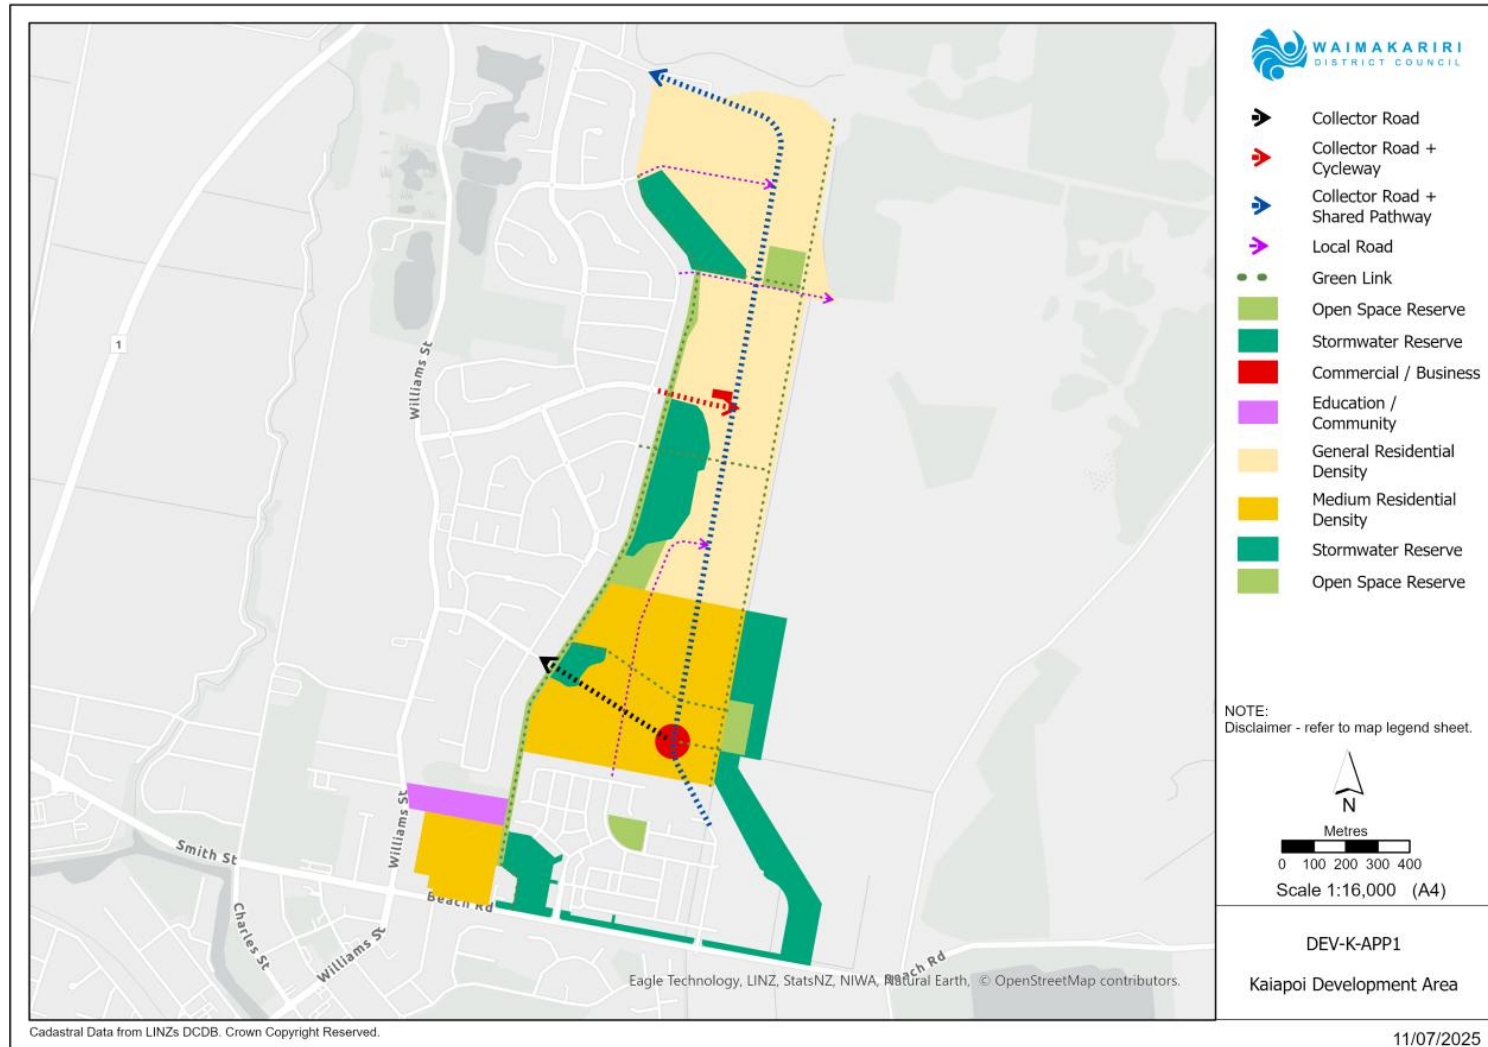 WAIMAKARIRI
DISTRICT COUNCIL
Collector Road
Collector Road +
Cycleway
Collector Road +
Shared Pathway
Local Road
Green Link
Open Space Reserve
Stormwater Reserve
Commercial / Business
Education /
Community
General Residential
Density
Medium Residential
Density
Stormwater Reserve
Open Space Reserve
NOTE:
Disclaimer - refer to map legend sheet.
N
Metres
0 100 200 300 400
Scale 1:16,000 (A4)
DEV-K-APP1
Kaiapoi Development Area
11/07/2025
1
Williams St
Williams St
Smith St
Beach Rd
Charles St
Williams St
Beach Rd
Eagle Technology, LINZ, StatsNZ, NIWA, Natural Earth, © OpenStreetMap contributors.
Cadastral Data from LINZs DCDB. Crown Copyright Reserved.